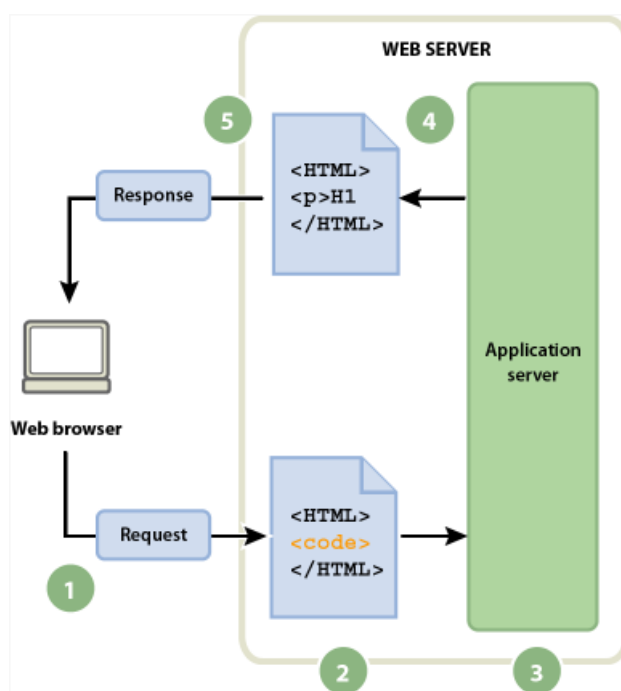 WEB SERVER
5
4
<HTML>
<p>H1
</HTML>
Response
Application
server
Web browser
<HTML>
<code>
</HTML>
Request
1
2
3